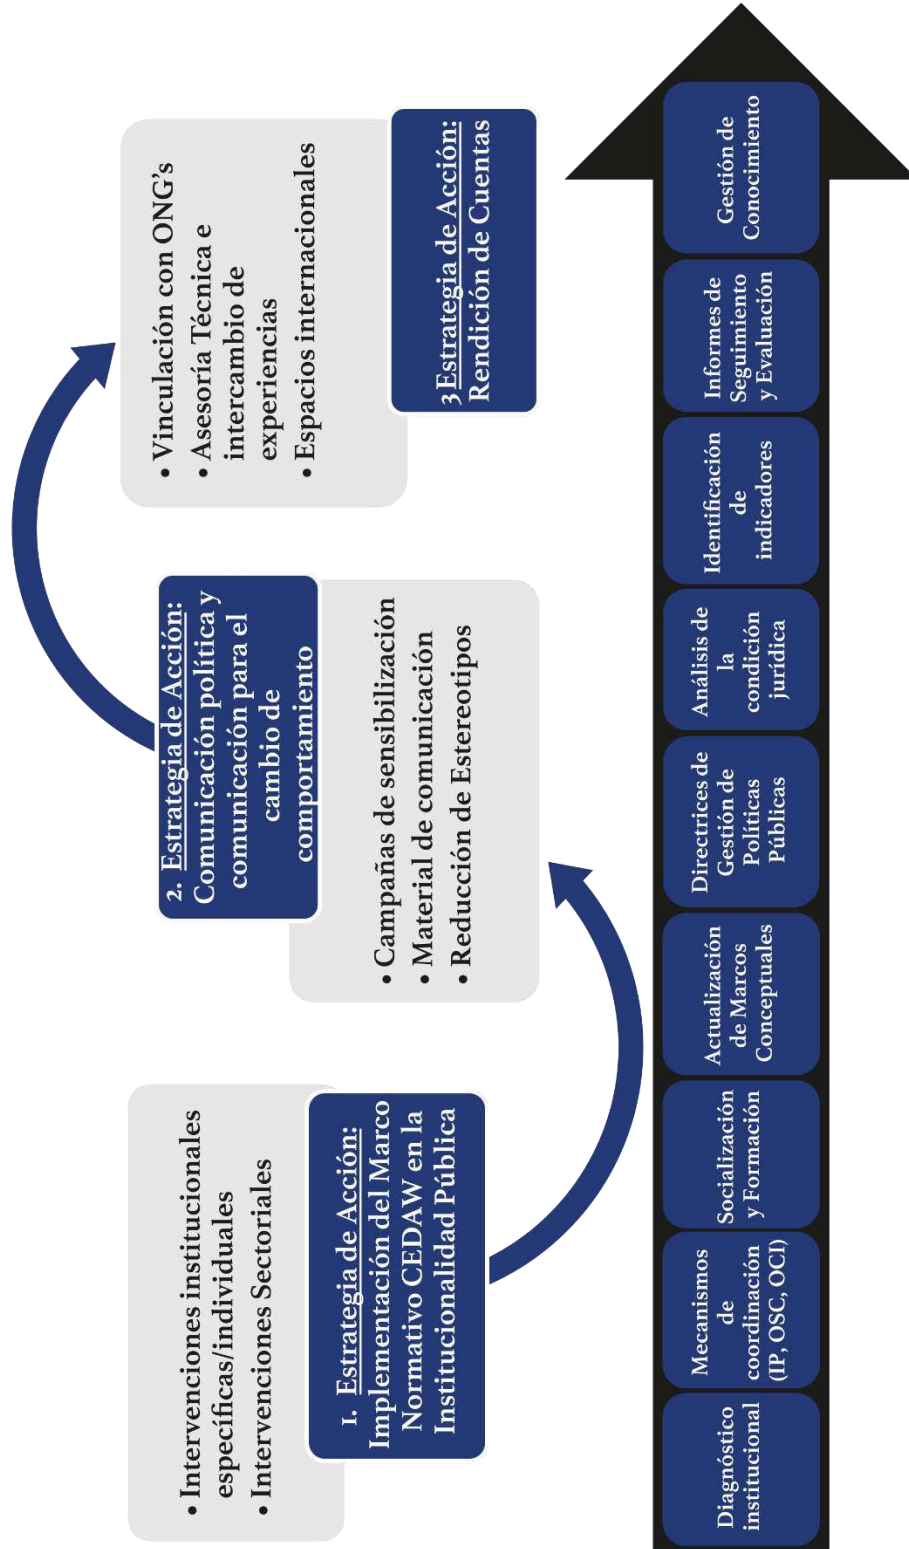 • Intervenciones institucionales
específicas/individuales
• Intervenciones Sectoriales
1. Estrategia de Acción:
Implementación del Marco
Normativo CEDAW en la
Institucionalidad Pública
2. Estrategia de Acción:
Comunicación política y
comunicación para el
cambio de
comportamiento
• Campañas de sensibilización
• Material de comunicación
• Reducción de Estereotipos
• Vinculación con ONG’s
• Asesoría Técnica e
intercambio de
experiencias
• Espacios internacionales
3 Estrategia de Acción:
Rendición de Cuentas
Diagnóstico
institucional
Mecanismos
de
coordinación
(IP, OSC, OCI)
Socialización
y Formación
Actualización
de Marcos
Conceptuales
Directrices de
Gestión de
Políticas
Públicas
Análisis de
la
condición
jurídica
Identificación
de
indicadores
Informes de
Seguimiento
y Evaluación
Gestión de
Conocimiento